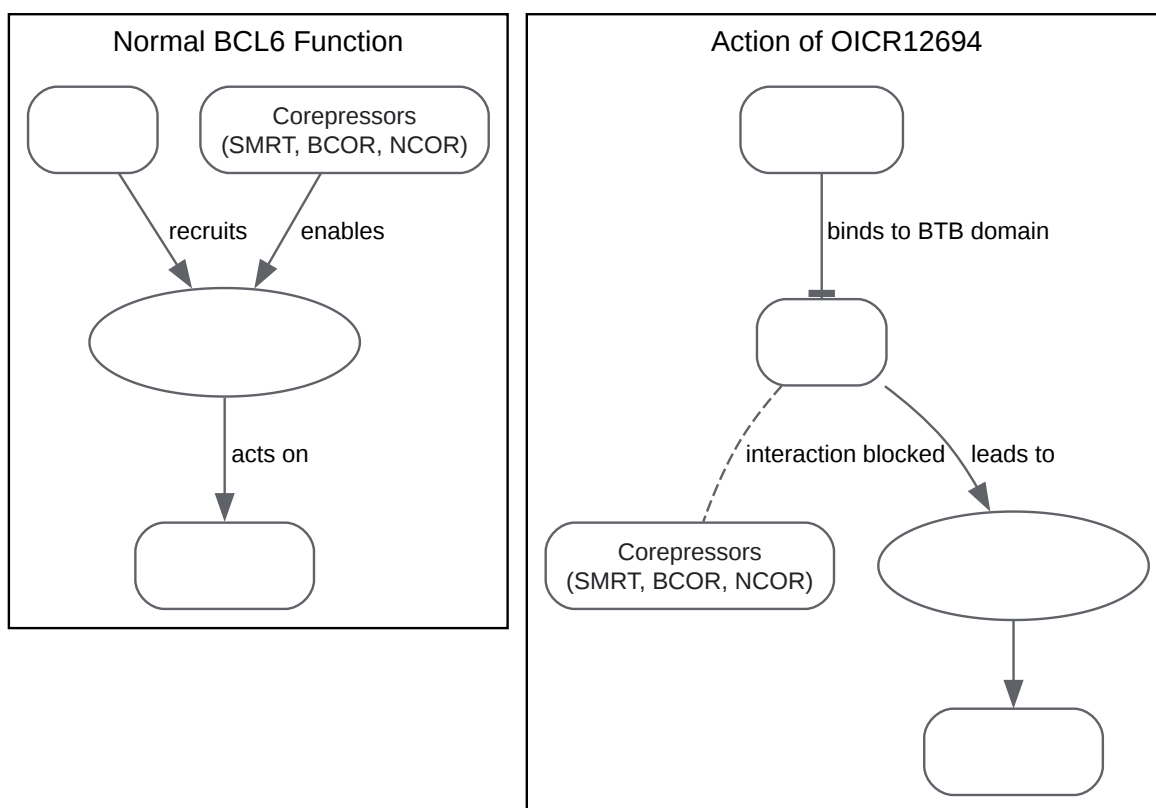 Normal BCL6 Function
Corepressors
(SMRT, BCOR, NCOR)
recruits
enables
acts on
Action of OICR12694
binds to BTB domain
interaction blocked
leads to
Corepressors
(SMRT, BCOR, NCOR)